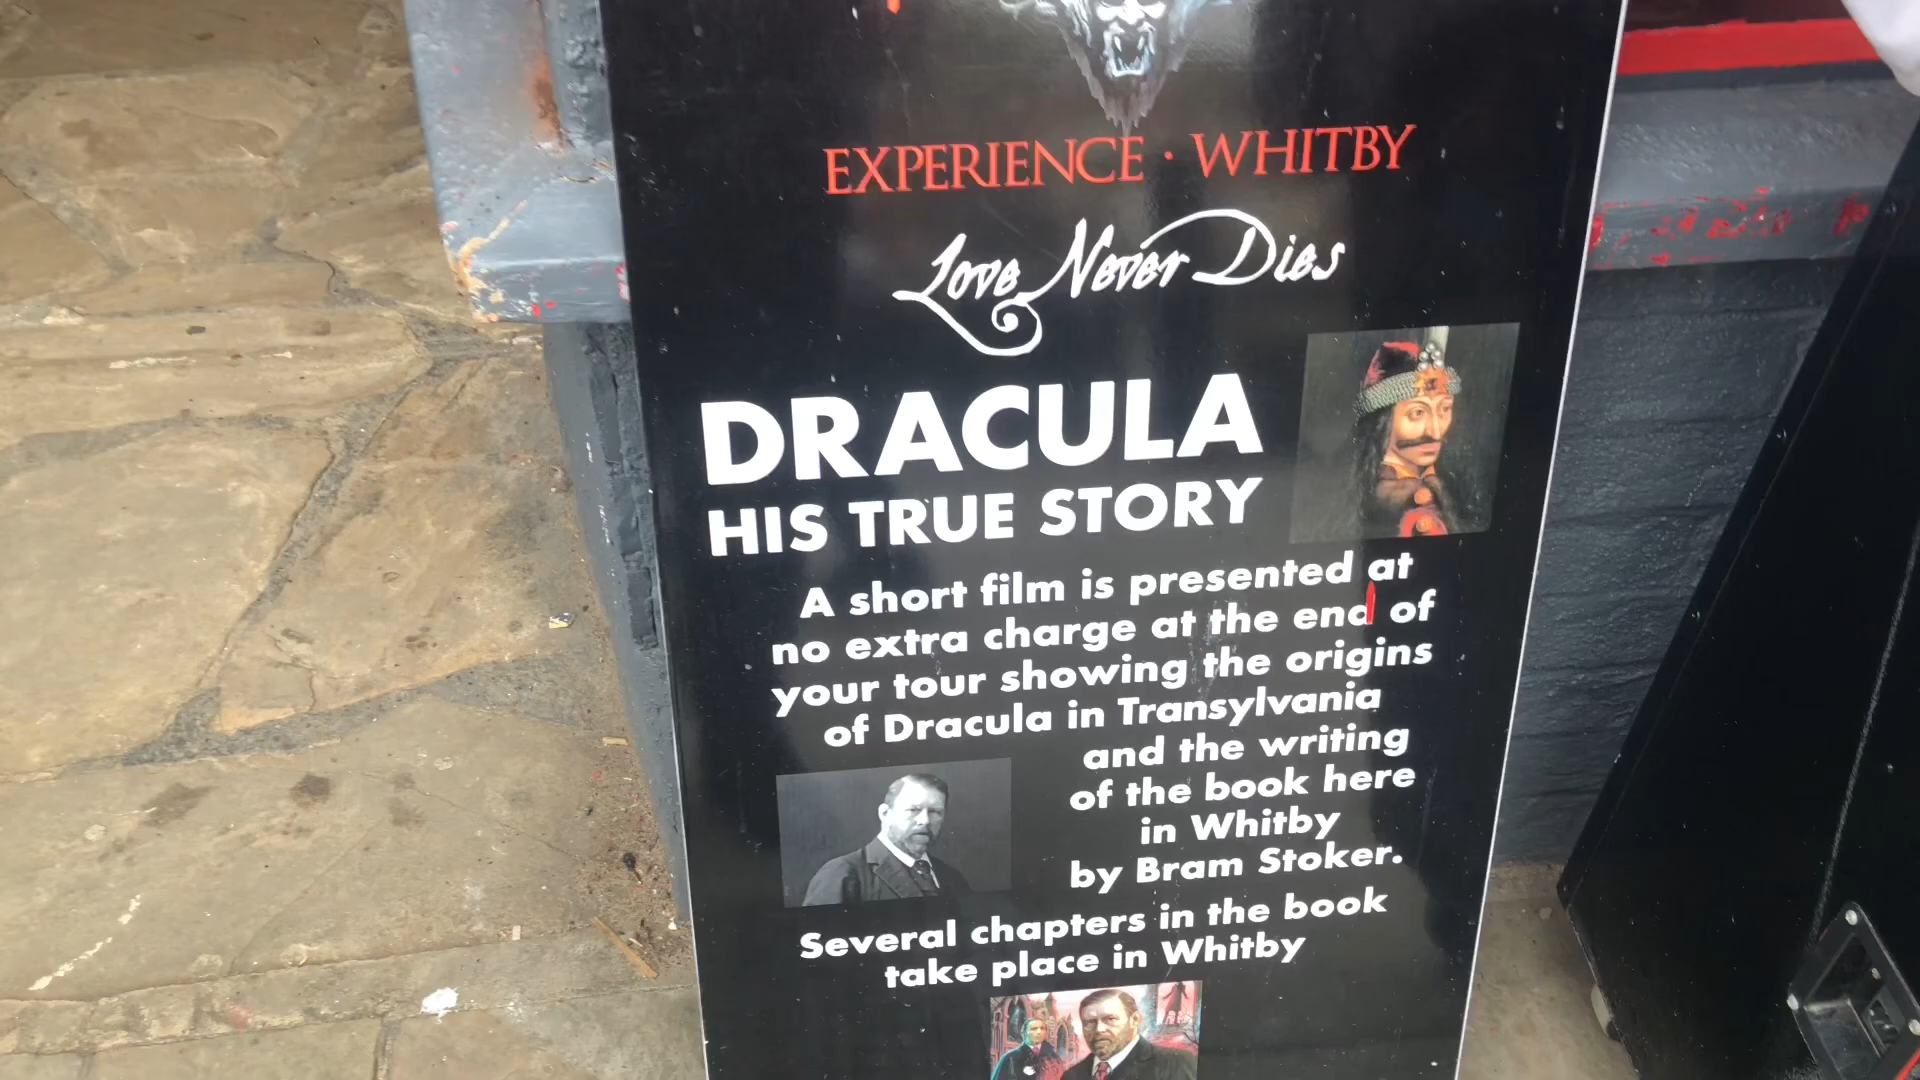 EXPERIENCE · WHITBY
Love Never Dies
DRACULA
HIS TRUE STORY
A short film is presented at
no extra charge at the end of
your tour showing the origins
of Dracula in Transylvania
and the writing
of the book here
in Whitby
by Bram Stoker.
Several chapters in the book
take place in Whitby